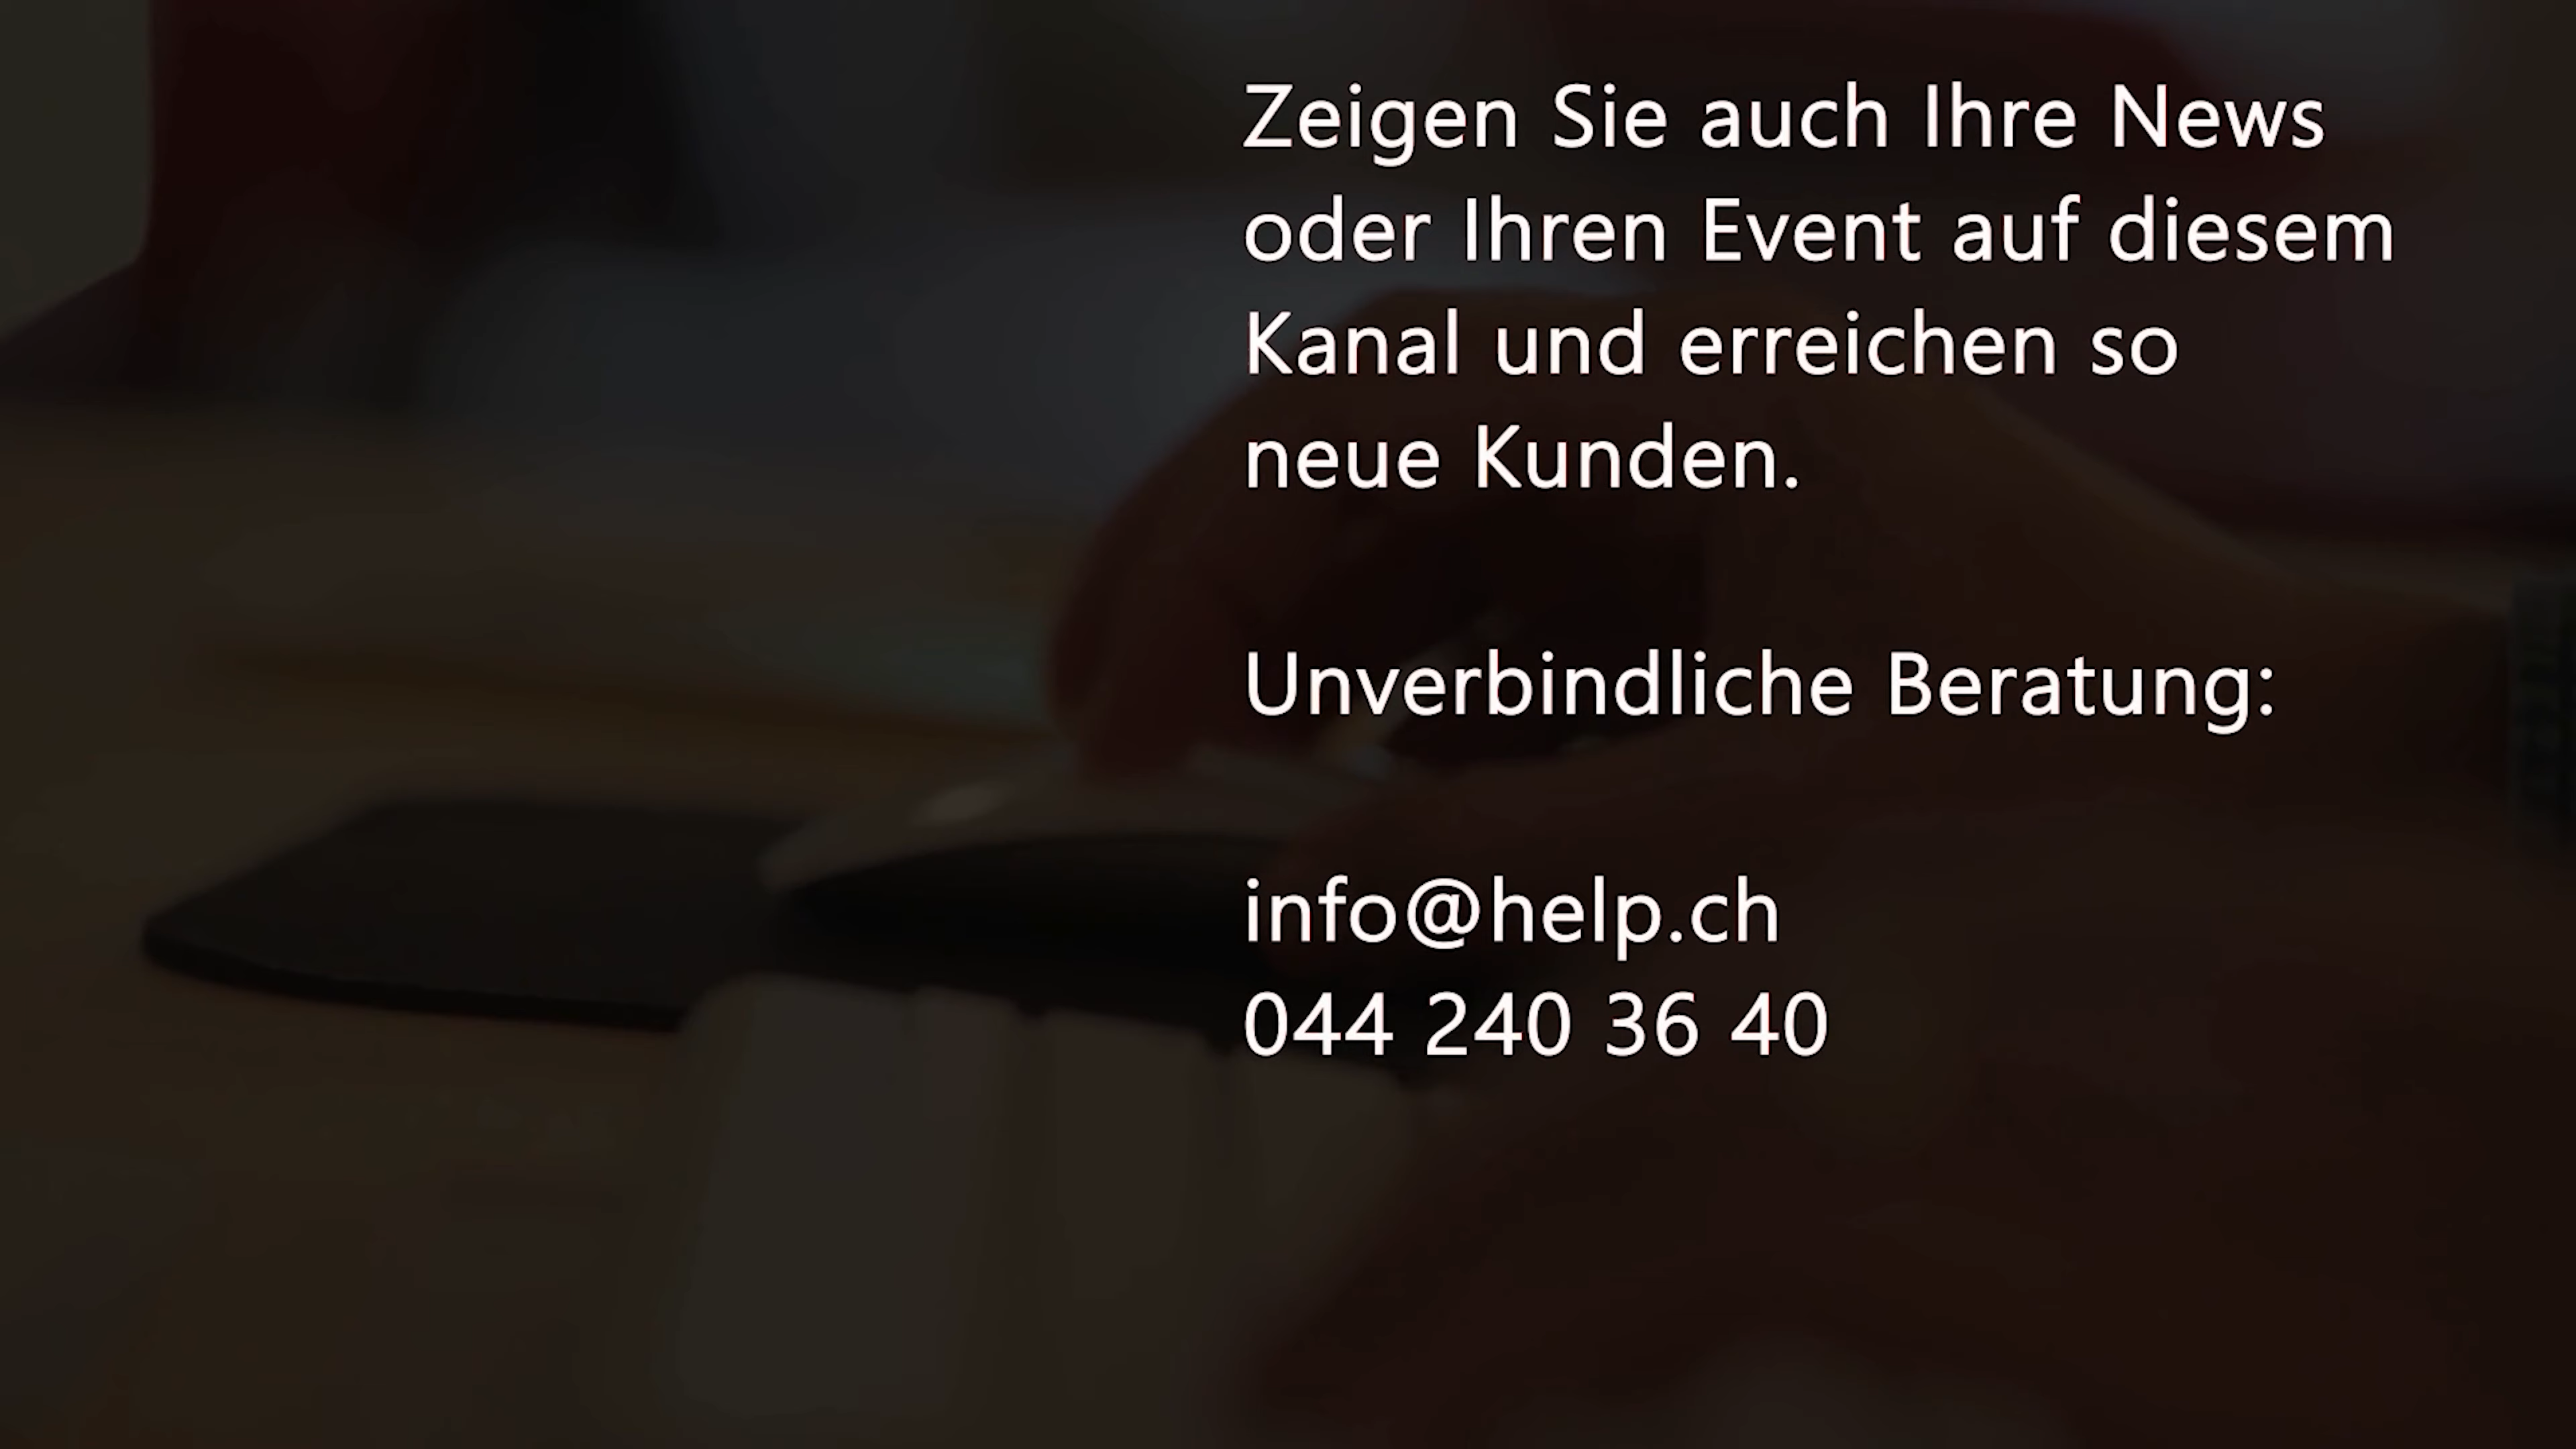 Zeigen Sie auch Ihre News
oder Ihren Event auf diesem
Kanal und erreichen so
neue Kunden.
Unverbindliche Beratung:
info@help.ch
044 240 36 40